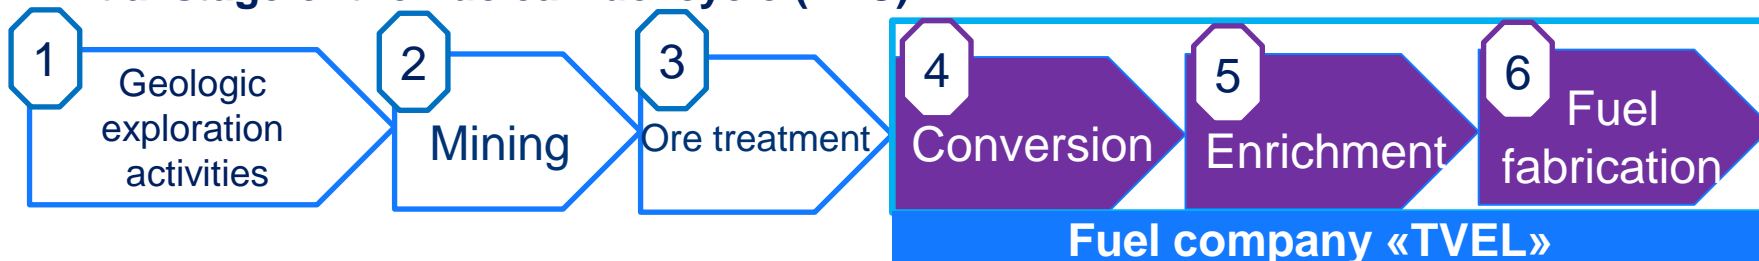 1
Geologic
exploration
activities
2
Mining
3
Ore treatment
4
Conversion
5
Enrichment
6
Fuel
fabrication
Fuel company «TVEL»